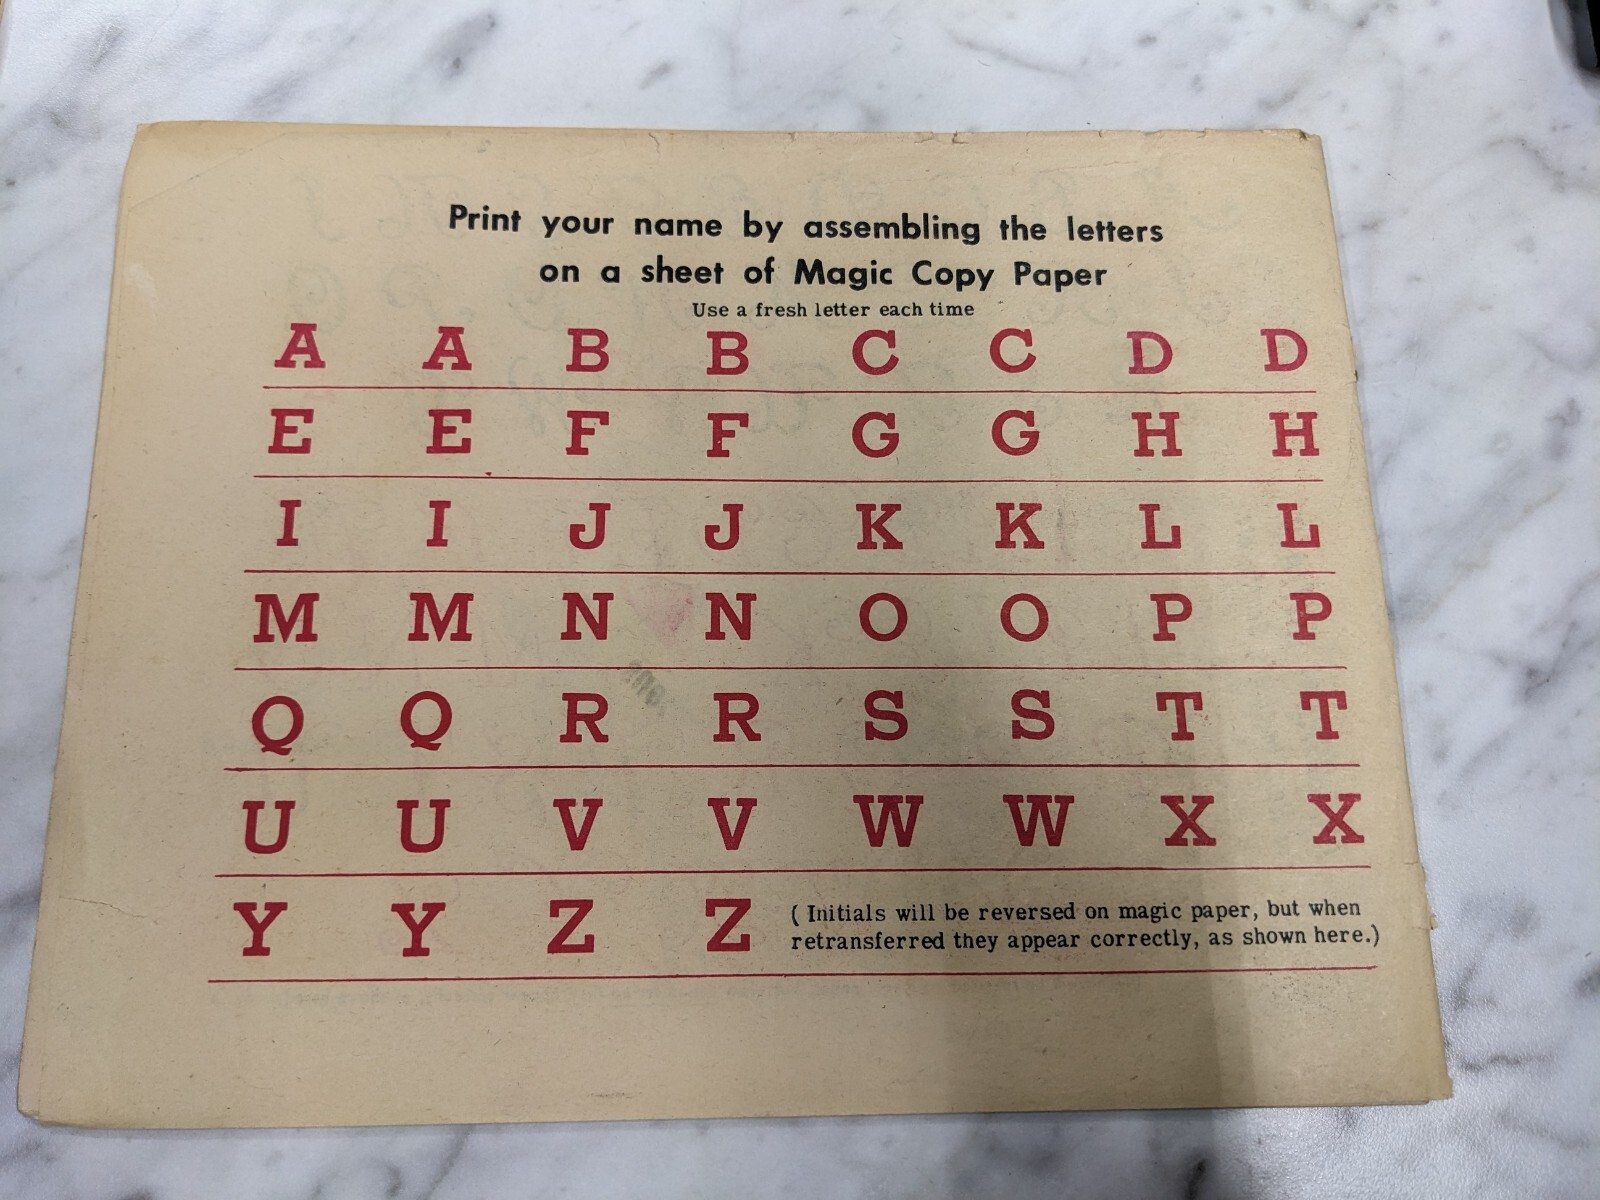 Print your name by assembling the letters
on a sheet of Magic Copy Paper
Use a fresh letter each time
A A B B C C D D
E E F F G G H H
I I J J K K L L
M M N N O O P P
Q Q R R S S T T
U U V V W W X X
Y Y Z Z ( Initials will be reversed on magic paper, but when
retransferred they appear correctly, as shown here.)